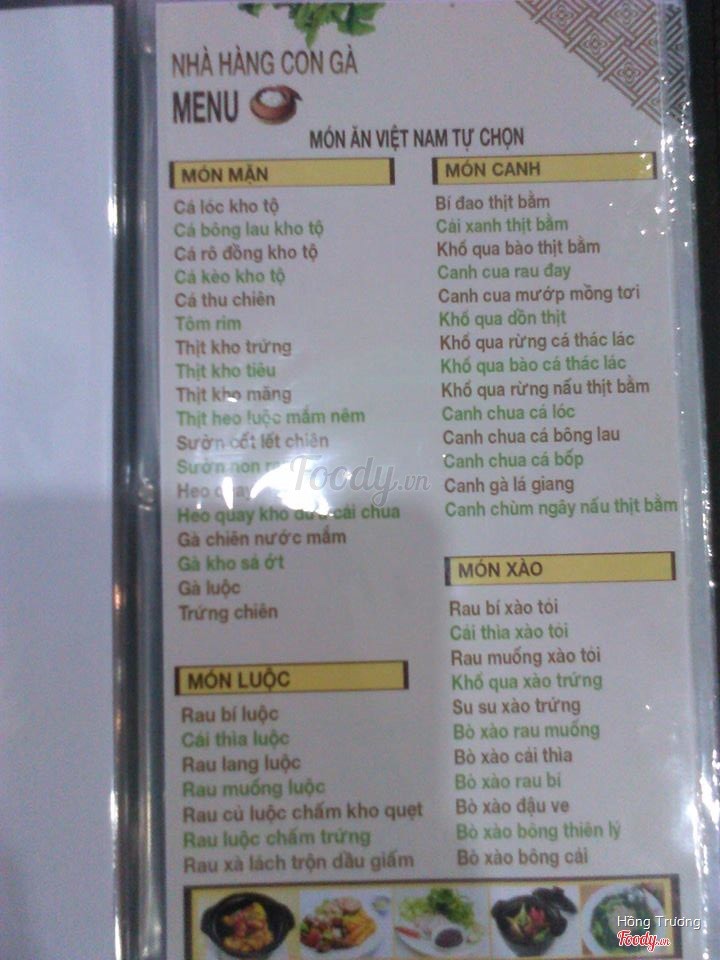 NHÀ HÀNG CON GÀ
MENU
MÓN ĂN VIỆT NAM TỰ CHỌN
MÓN MẶN
Cá lóc kho tộ
Cá bông lau kho tộ
Cá rô đồng kho tộ
Cá kèo kho tộ
Cá thu chiên
Tôm rim
Thịt kho trứng
Thịt kho tiêu
Thịt kho măng
Thịt heo luộc mắm nêm
Sườn cốt lết chiên
Sườn non
Heo quay
Heo quay kho dưa cải chua
Gà chiên nước mắm
Gà kho sả ớt
Gà luộc
Trứng chiên
MÓN LUỘC
Rau bí luộc
Cải thìa luộc
Rau lang luộc
Rau muống luộc
Rau củ luộc chấm kho quẹt
Rau luộc chấm trứng
Rau xà lách trộn dầu giấm
MÓN CANH
Bí đao thịt bằm
Cải xanh thịt bằm
Khổ qua bào thịt bằm
Canh cua rau đay
Canh cua mướp mồng tơi
Khổ qua dồn thịt
Khổ qua rừng cá thác lác
Khổ qua bào cá thác lác
Khổ qua rừng nấu thịt bằm
Canh chua cá lóc
Canh chua cá bông lau
Canh chua cá bốp
Canh gà lá giang
Canh chùm ngây nấu thịt bằm
MÓN XÀO
Rau bí xào tỏi
Cải thìa xào tỏi
Rau muống xào tỏi
Khổ qua xào trứng
Su su xào trứng
Bò xào rau muống
Bò xào cải thìa
Bò xào rau bí
Bò xào đậu ve
Bò xào bông thiên lý
Bò xào bông cải
Foody.vn
Hồng Trương
Foody.vn